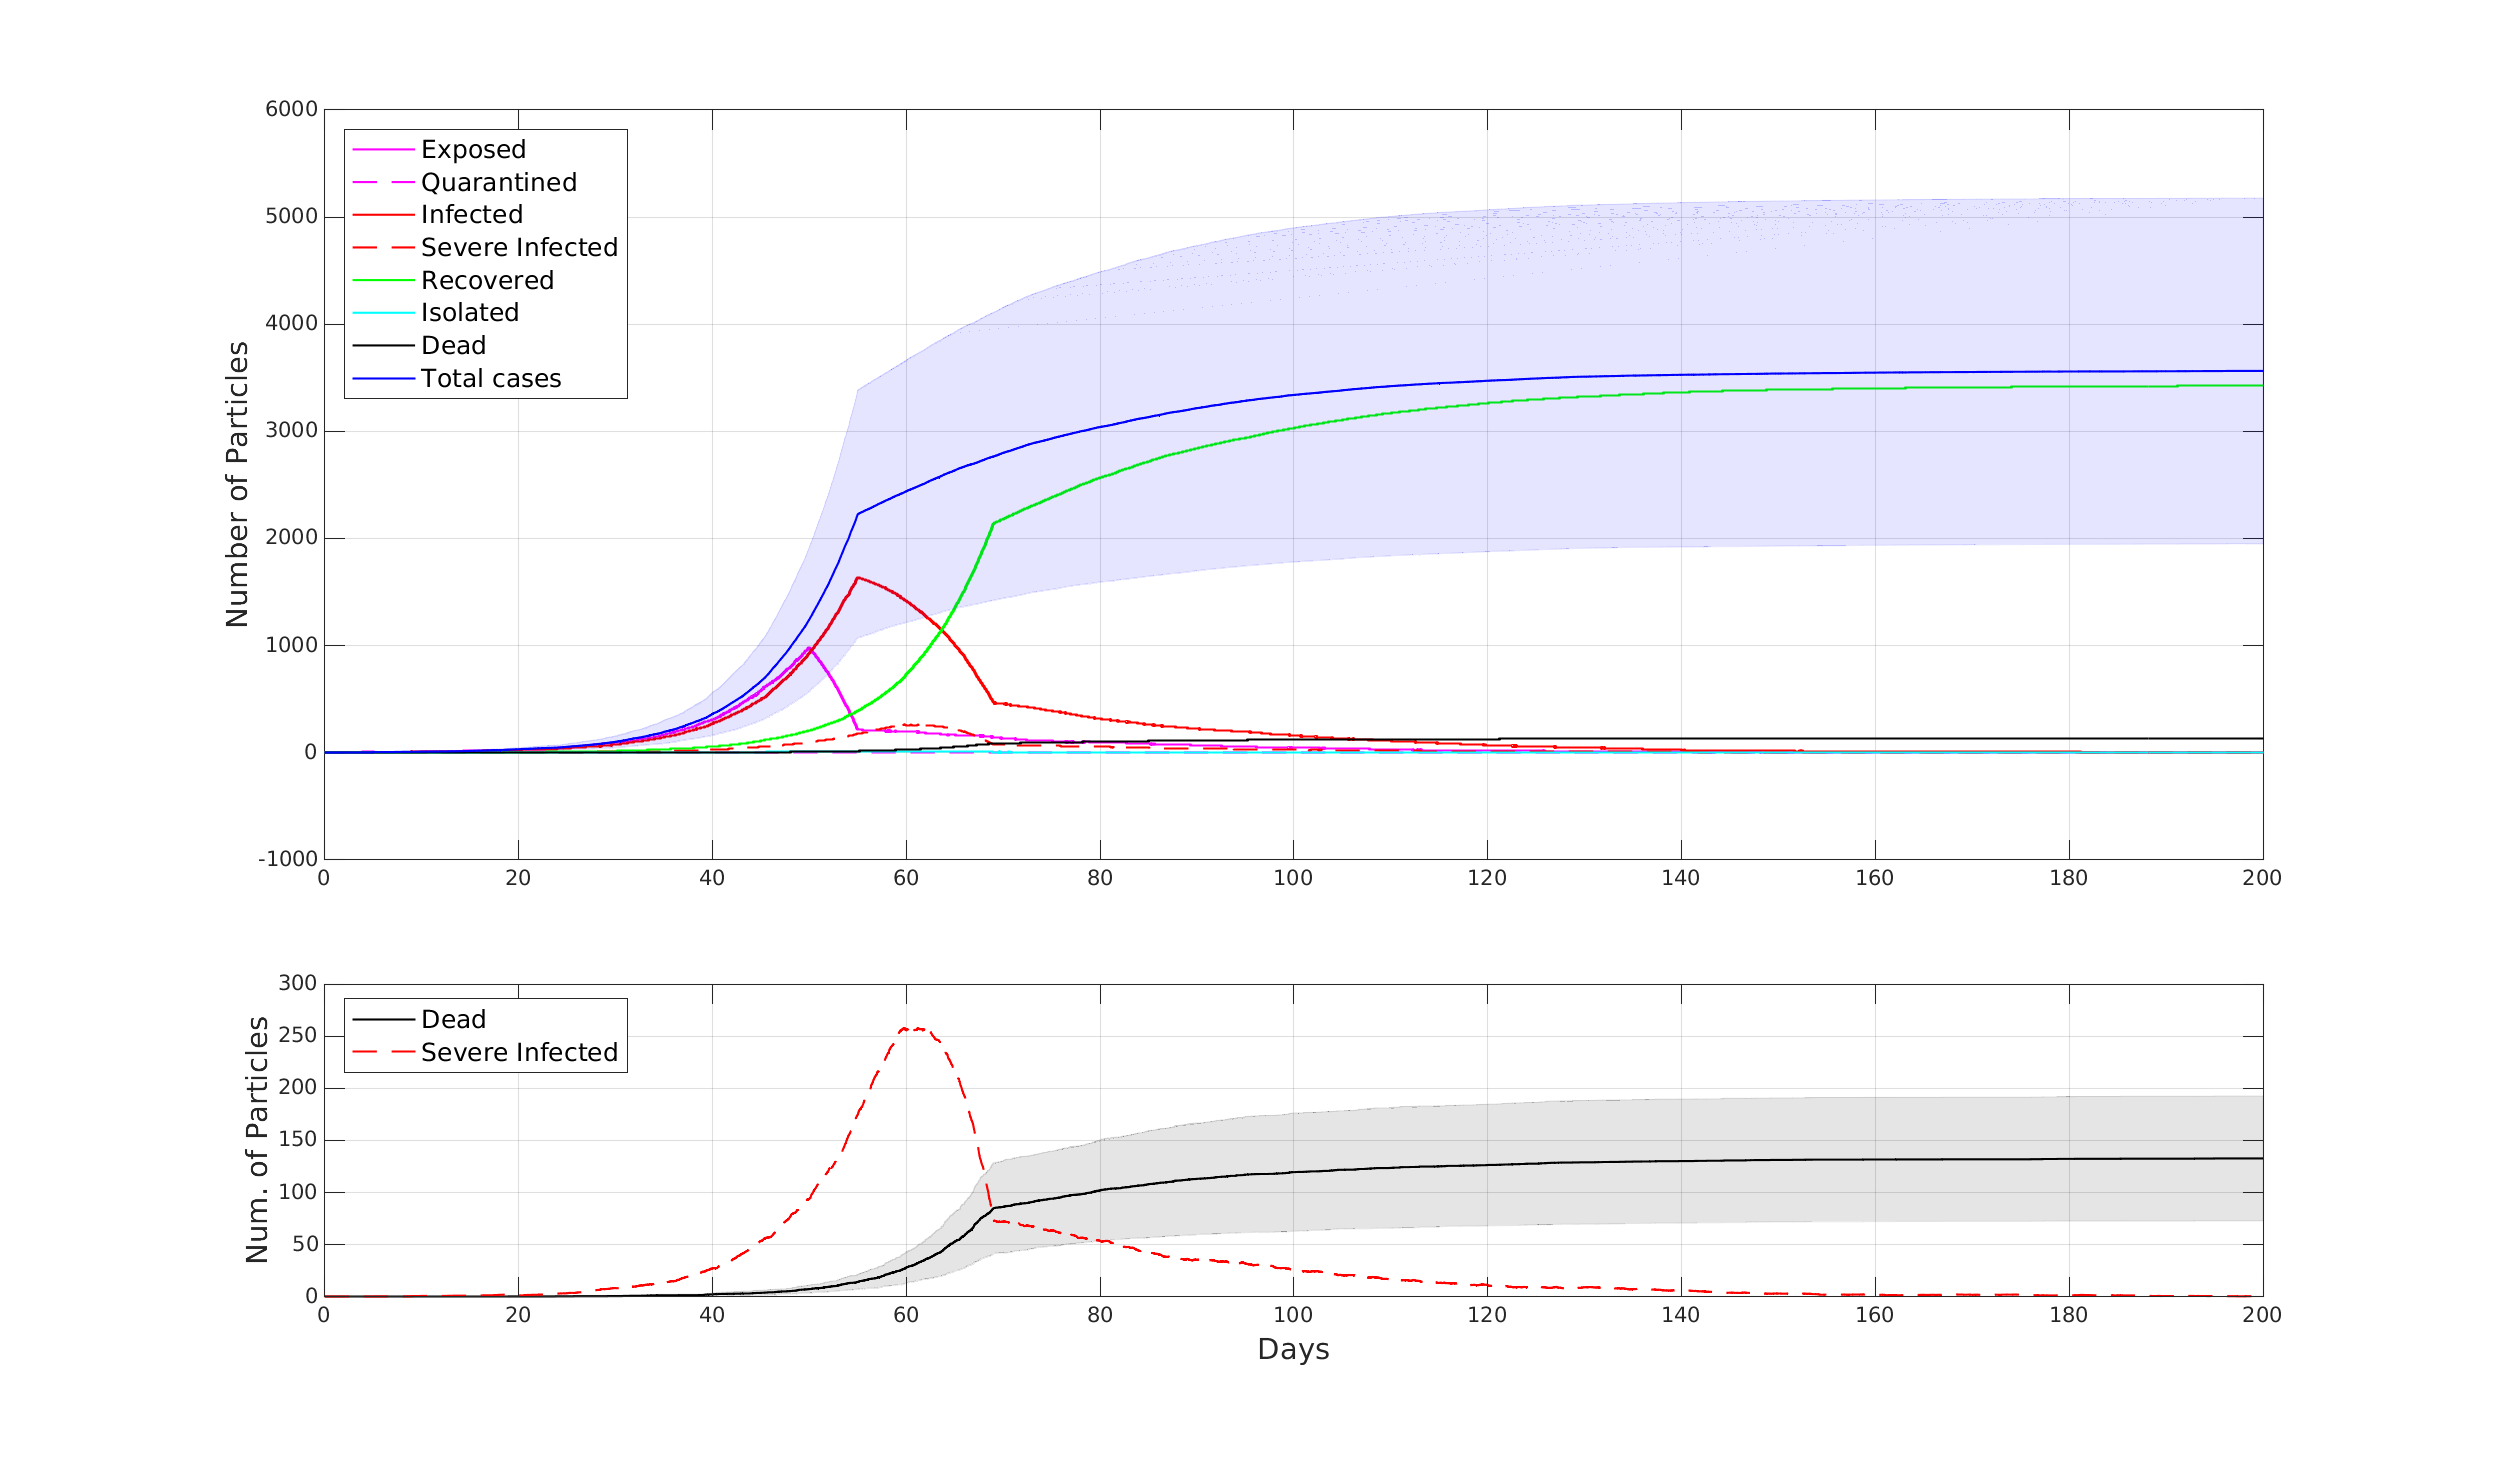 6000
5000
4000
3000
2000
1000
0
-1000
Number of Particles
Exposed
Quarantined
Infected
Severe Infected
Recovered
Isolated
Dead
Total cases
0 20 40 60 80 100 120 140 160 180 200
300
250
200
150
100
50
0
Num. of Particles
Dead
Severe Infected
0 20 40 60 80 100 120 140 160 180 200
Days